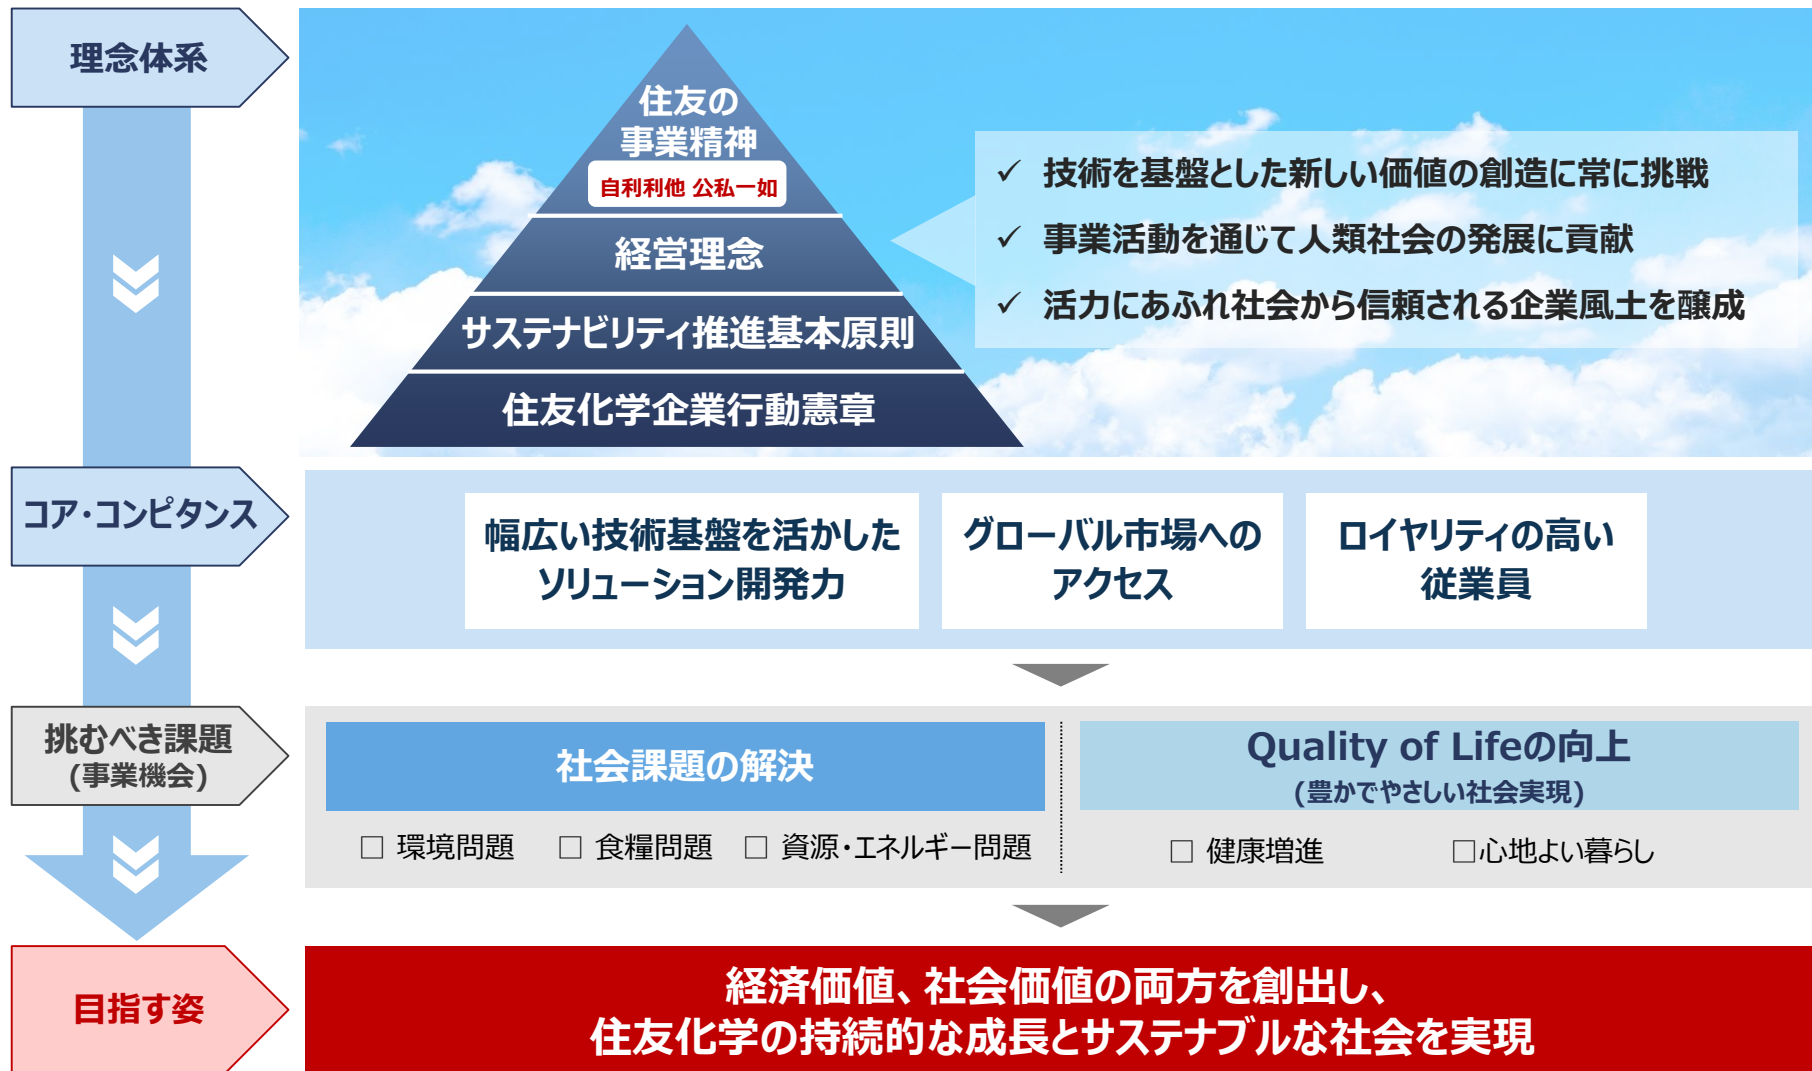 理念体系
住友の
事業精神
自利利他 公私一如
経営理念
サステナビリティ推進基本原則
住友化学企業行動憲章
✓ 技術を基盤とした新しい価値の創造に常に挑戦
✓ 事業活動を通じて人類社会の発展に貢献
✓ 活力にあふれ社会から信頼される企業風土を醸成
コア・コンピタンス
幅広い技術基盤を活かした
ソリューション開発力
グローバル市場への
アクセス
ロイヤリティの高い
従業員
挑むべき課題
(事業機会)
社会課題の解決
□ 環境問題 □ 食糧問題 □ 資源・エネルギー問題
Quality of Lifeの向上
(豊かでやさしい社会実現)
□ 健康増進 □心地よい暮らし
目指す姿
経済価値、社会価値の両方を創出し、
住友化学の持続的な成長とサステナブルな社会を実現